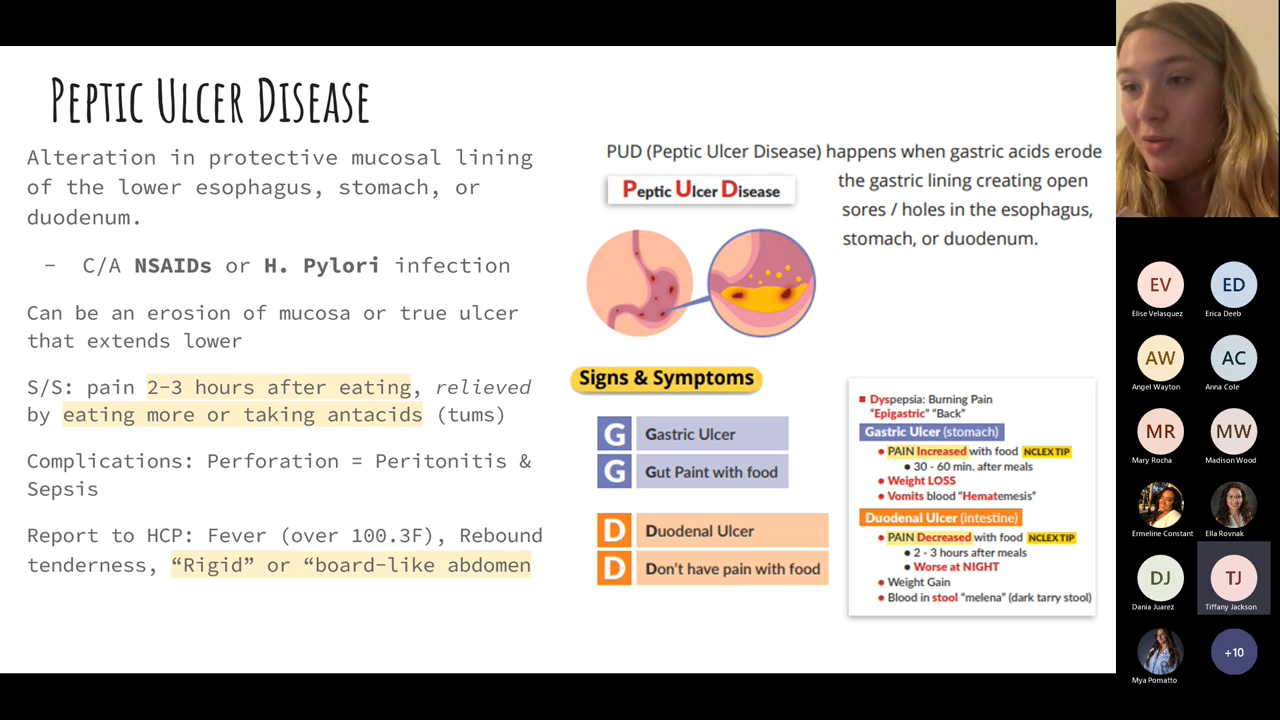 Peptic Ulcer Disease
Alteration in protective mucosal lining
of the lower esophagus, stomach, or
duodenum.
- C/A NSAIDs or H. Pylori infection
Can be an erosion of mucosa or true ulcer
that extends lower
S/S: pain 2-3 hours after eating, relieved
by eating more or taking antacids (tums)
Complications: Perforation = Peritonitis &
Sepsis
Report to HCP: Fever (over 100.3F), Rebound
tenderness, “Rigid” or “board-like abdomen
PUD (Peptic Ulcer Disease) happens when gastric acids erode
the gastric lining creating open
sores / holes in the esophagus,
stomach, or duodenum.
Peptic Ulcer Disease
Signs & Symptoms
G Gastric Ulcer
G Gut Paint with food
D Duodenal Ulcer
D Don't have pain with food
Dyspepsia: Burning Pain
"Epigastric" "Back"
Gastric Ulcer (stomach)
PAIN Increased with food NCLEX TIP
30 - 60 min. after meals
Weight LOSS
Vomits blood "Hematemesis"
Duodenal Ulcer (intestine)
PAIN Decreased with food NCLEX TIP
2 - 3 hours after meals
Worse at NIGHT
Weight Gain
Blood in stool "melena" (dark tarry stool)
EV ED
Elise Velasquez Erica Deeb
AW AC
Angel Wayton Anna Cole
MR MW
Mary Rocha Madison Wood
Ermeline Constant Ella Rovnak
DJ TJ
Dania Juarez Tiffany Jackson
+10
Mya Pomatto